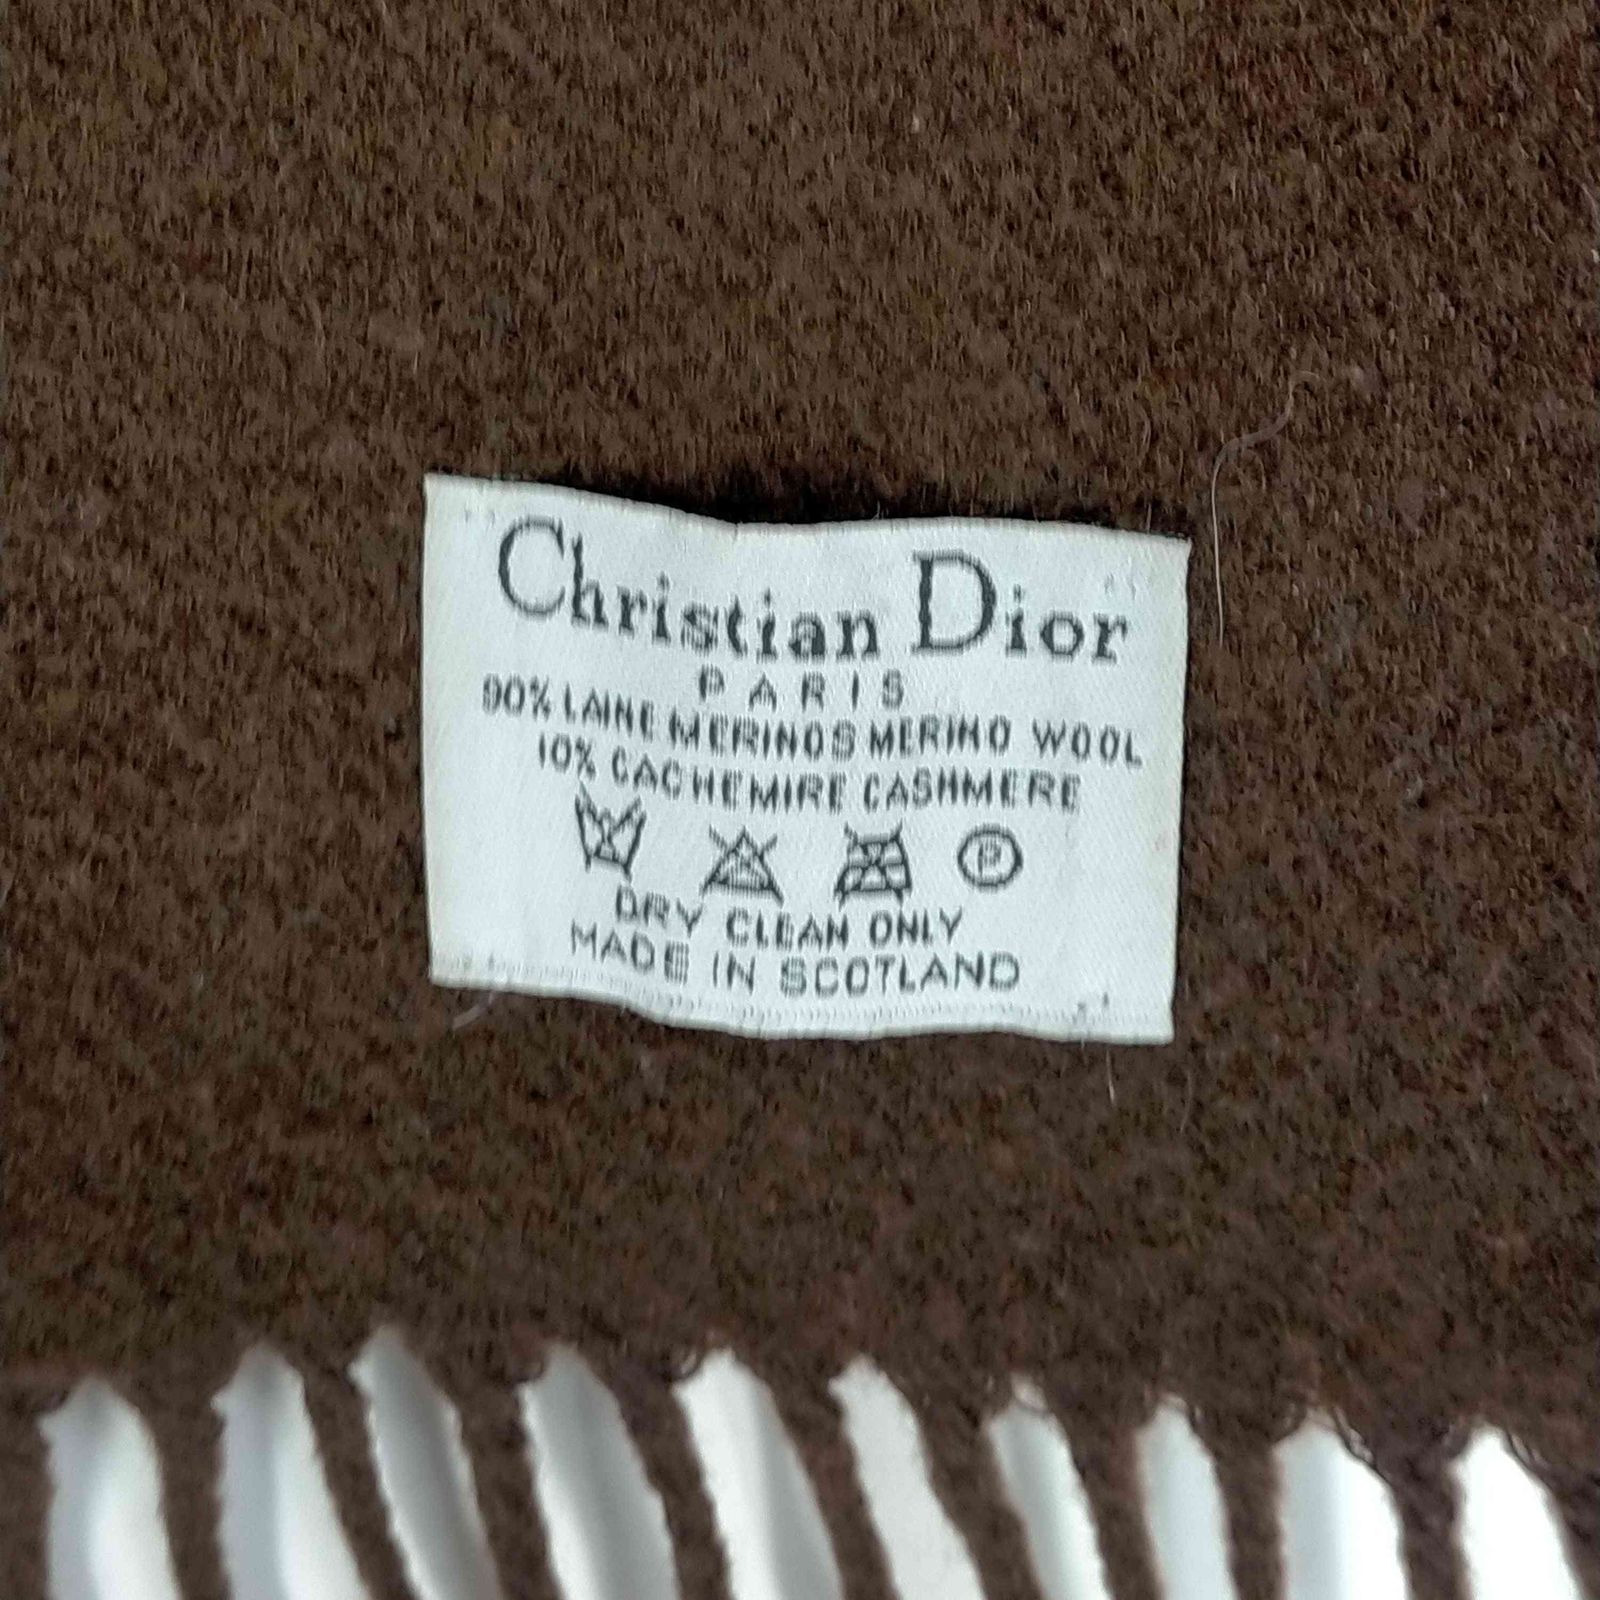 Christian Dior
PARIS
90% LAINE MERINOS MERINO WOOL
10% CACHEMIRE CASHMERE
P
DRY CLEAN ONLY
MADE IN SCOTLAND